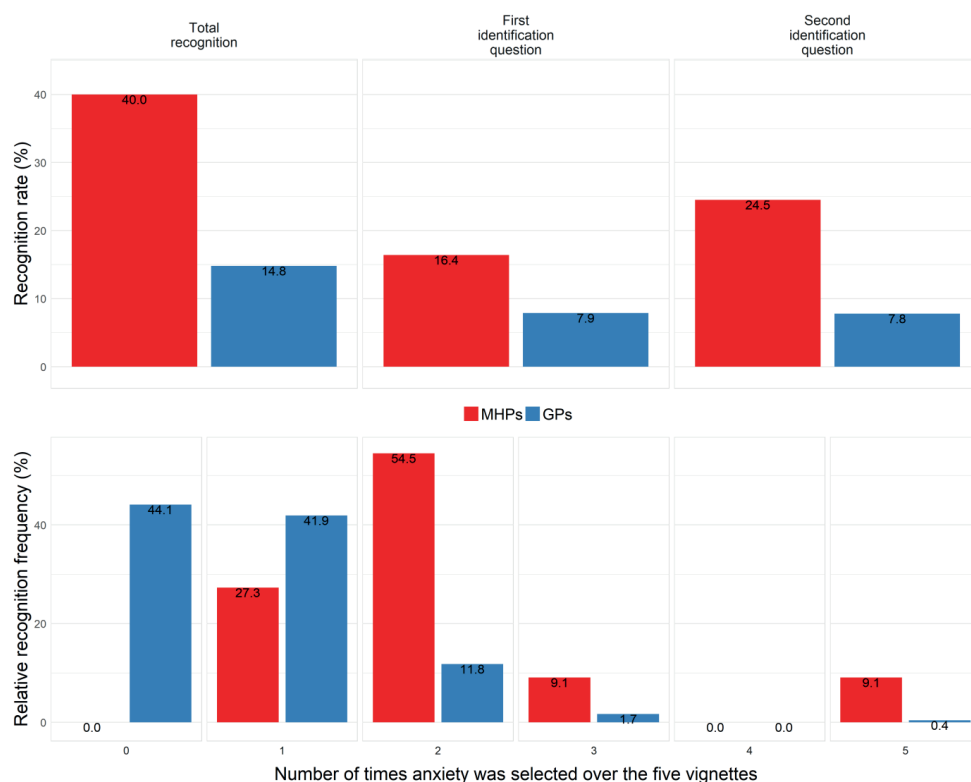 Total
recognition
First
identification
question
Second
identification
question
Recognition rate (%)
40
30
20
10
0
40.0
14.8
16.4
7.9
24.5
7.8
MHPs GPs
Relative recognition frequency (%)
40
20
0
0.0
44.1
27.3
41.9
54.5
11.8
9.1
1.7
0.0
0.0
9.1
0.4
0 1 2 3 4 5
Number of times anxiety was selected over the five vignettes